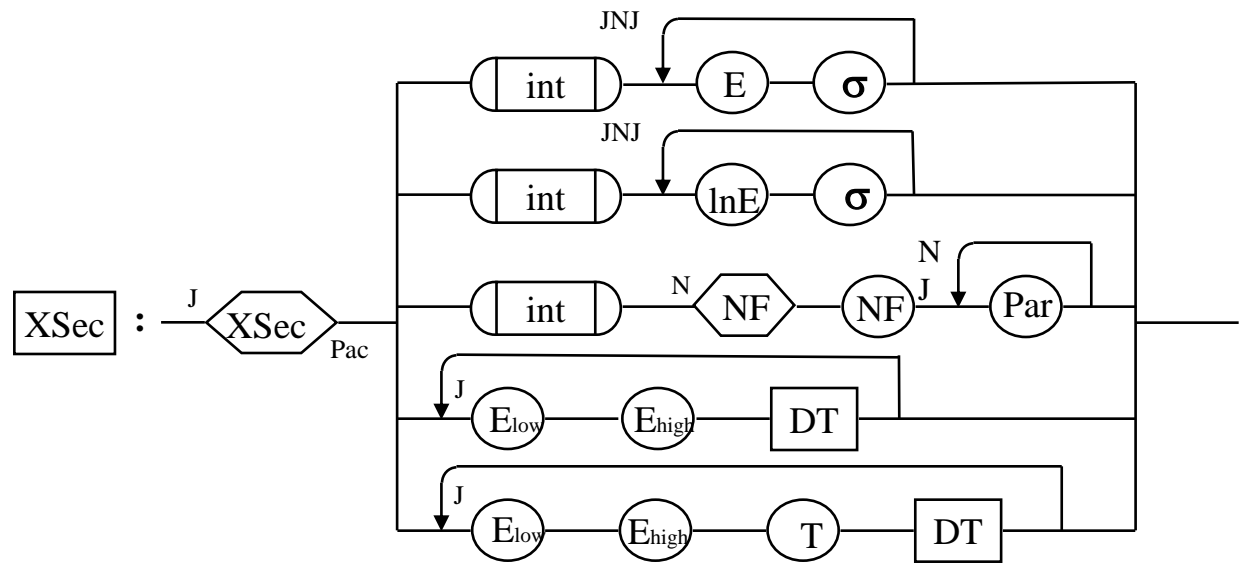 JNJ
int E σ
JNJ
int lnE σ
N
J N J
XSec : XSec int NF NF Par
Pac
J
Elow Ehigh DT
J
Elow Ehigh T DT